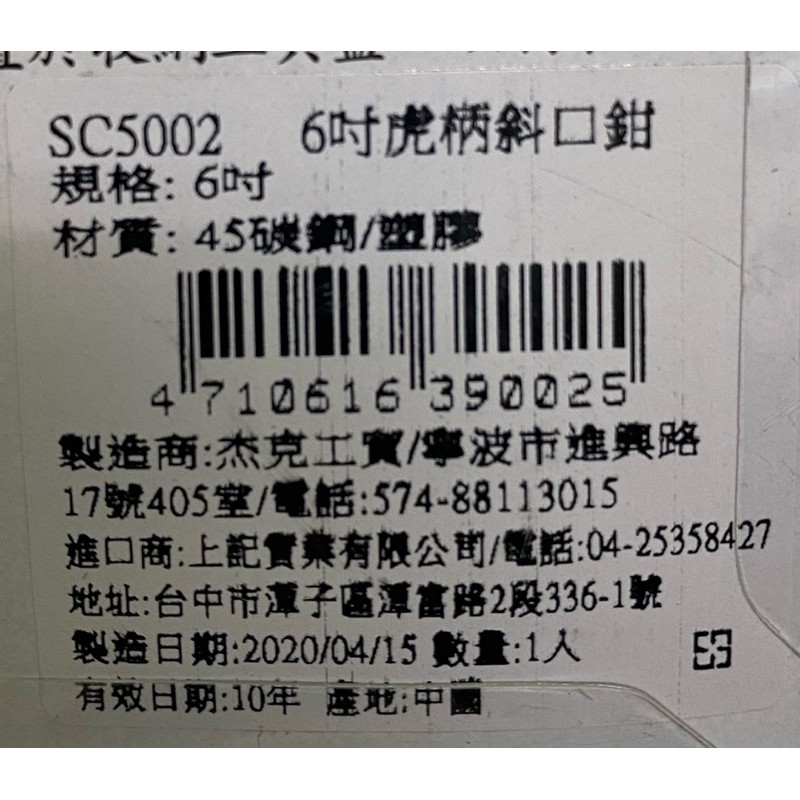 SC5002 6吋虎柄斜口鉗
規格: 6吋
材質: 45碳鋼/塑膠
4 710616 390025
製造商:杰克工貿/寧波市進興路
17號405室/電話:574-88113015
進口商:上記實業有限公司/電話:04-25358427
地址:台中市潭子區潭富路2段336-1號
製造日期:2020/04/15 數量:1入
有效日期:10年 產地:中國